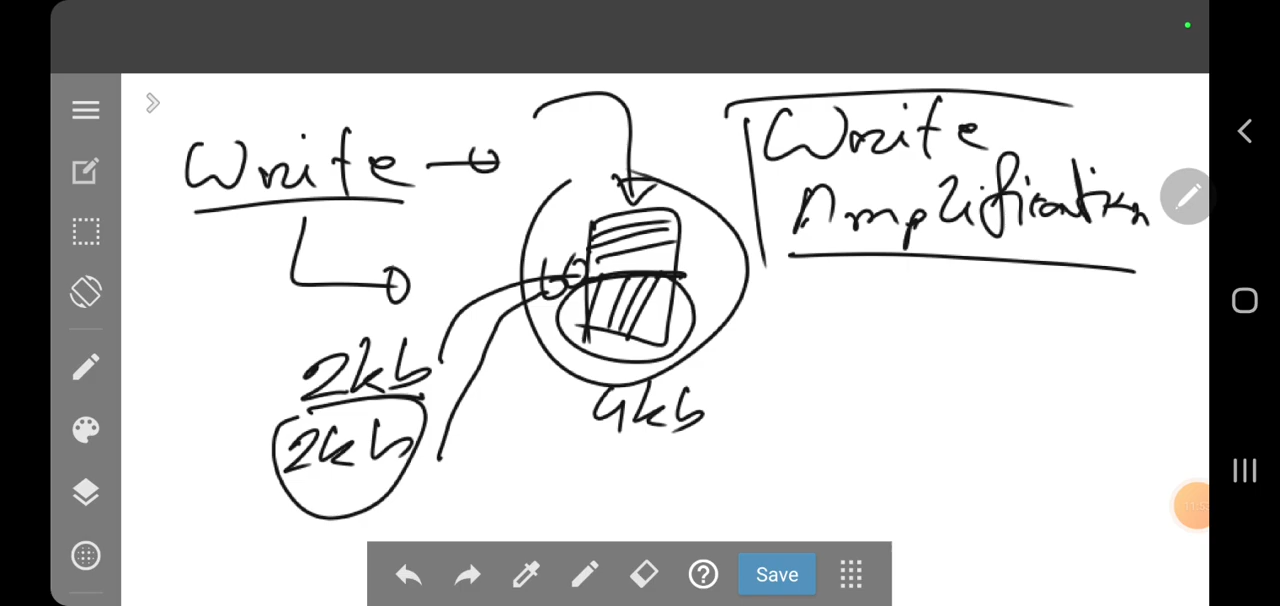 Write
Write
Amplification
2kb
2kb
4kb
Save